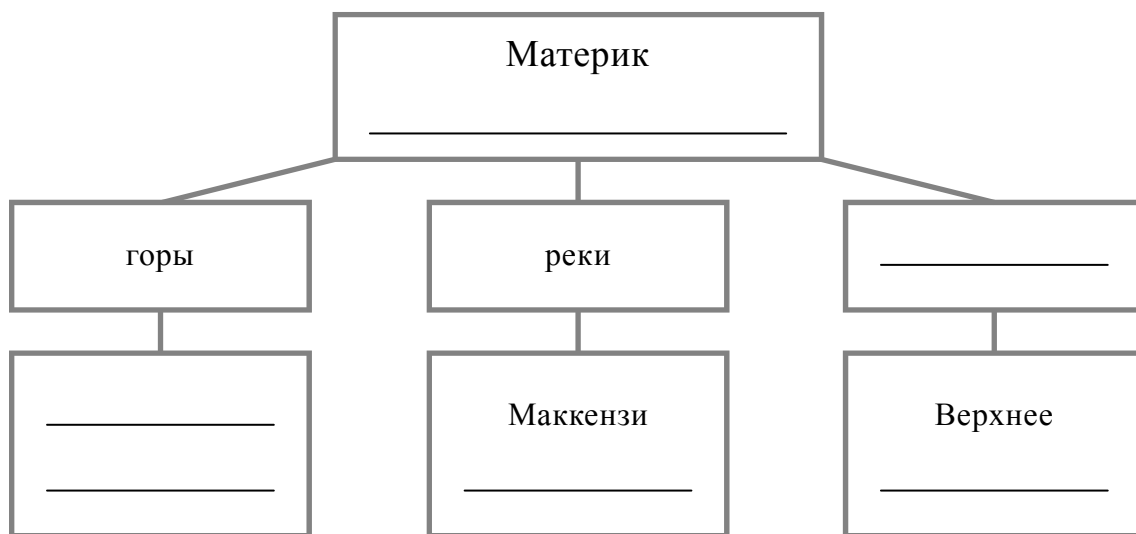 Материк
горы
реки
Маккензи
Верхнее